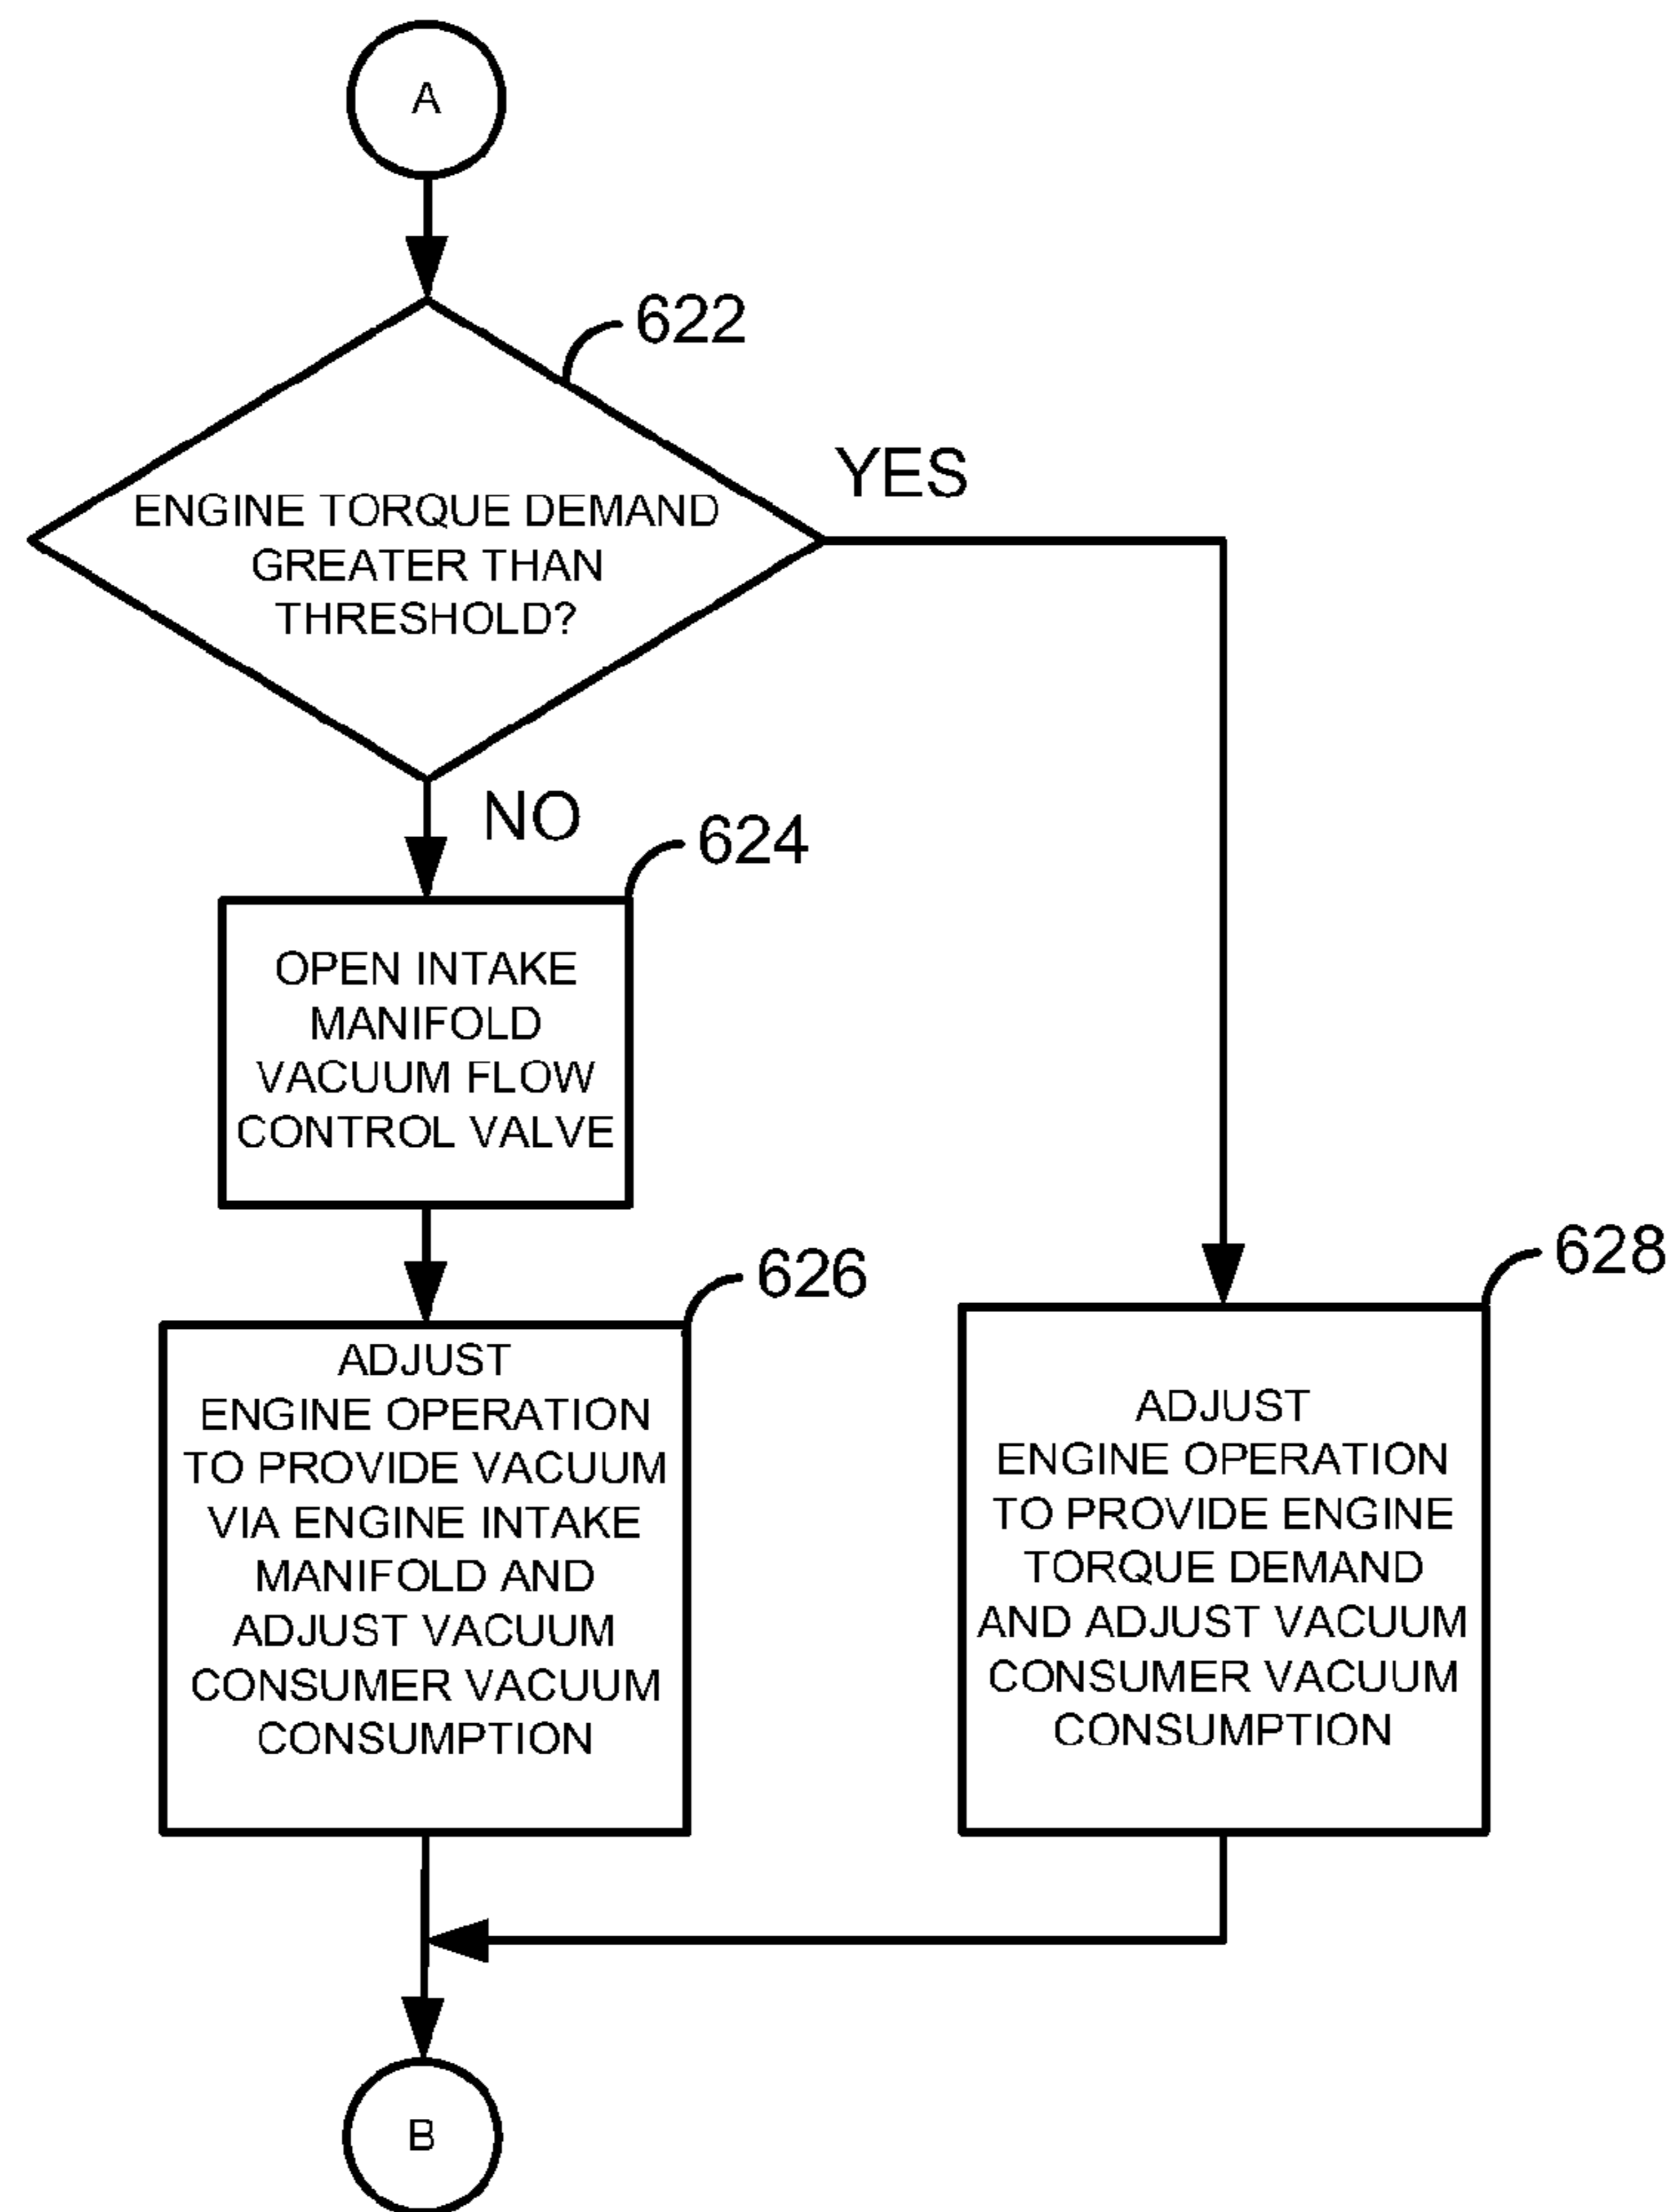 A
622
YES
ENGINE TORQUE DEMAND
GREATER THAN
THRESHOLD?
NO
624
OPEN INTAKE
MANIFOLD
VACUUM FLOW
CONTROL VALVE
626
ADJUST
ENGINE OPERATION
TO PROVIDE VACUUM
VIA ENGINE INTAKE
MANIFOLD AND
ADJUST VACUUM
CONSUMER VACUUM
CONSUMPTION
628
ADJUST
ENGINE OPERATION
TO PROVIDE ENGINE
TORQUE DEMAND
AND ADJUST VACUUM
CONSUMER VACUUM
CONSUMPTION
B